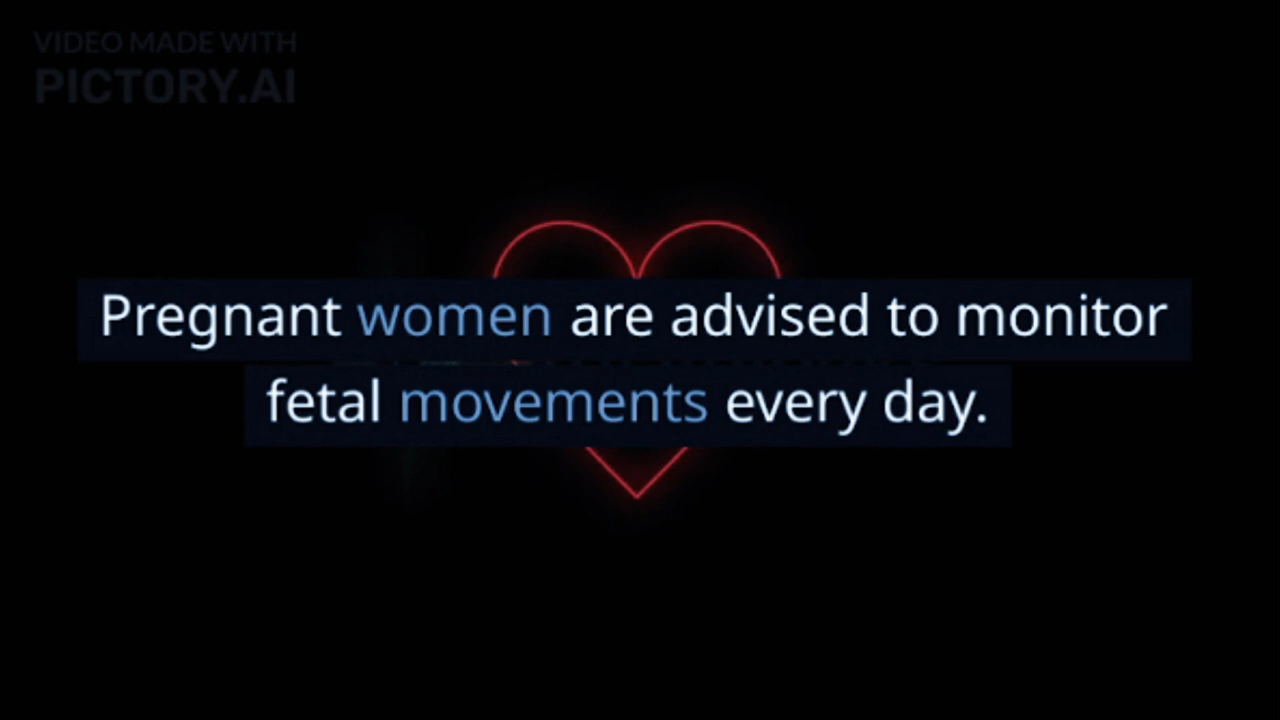 VIDEO MADE WITH
PICTORY.AI
Pregnant women are advised to monitor
fetal movements every day.